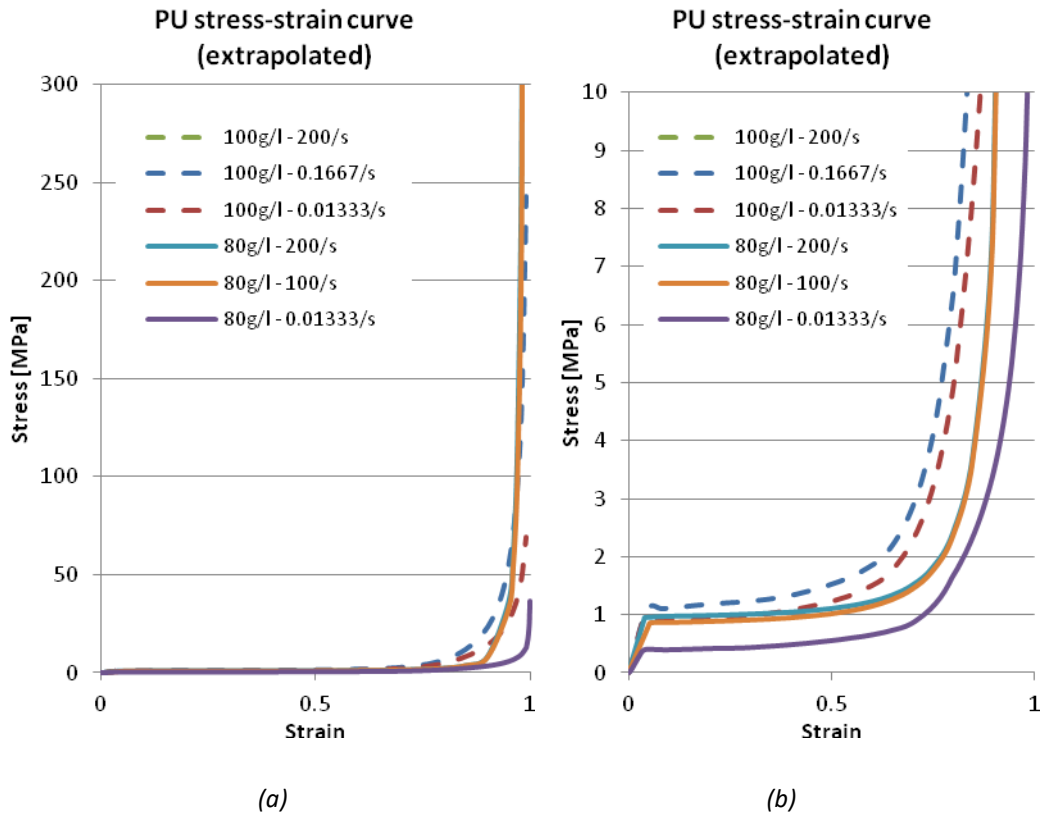 PU stress-strain curve
(extrapolated)
300
250
200
150
100
50
0
Stress [MPa]
100g/l - 200/s
100g/l - 0.1667/s
100g/l - 0.01333/s
80g/l - 200/s
80g/l - 100/s
80g/l - 0.01333/s
0
0.5
1
Strain
(a)
PU stress-strain curve
(extrapolated)
10
9
8
7
6
5
4
3
2
1
0
Stress [MPa]
100g/l - 200/s
100g/l - 0.1667/s
100g/l - 0.01333/s
80g/l - 200/s
80g/l - 100/s
80g/l - 0.01333/s
0
0.5
1
Strain
(b)